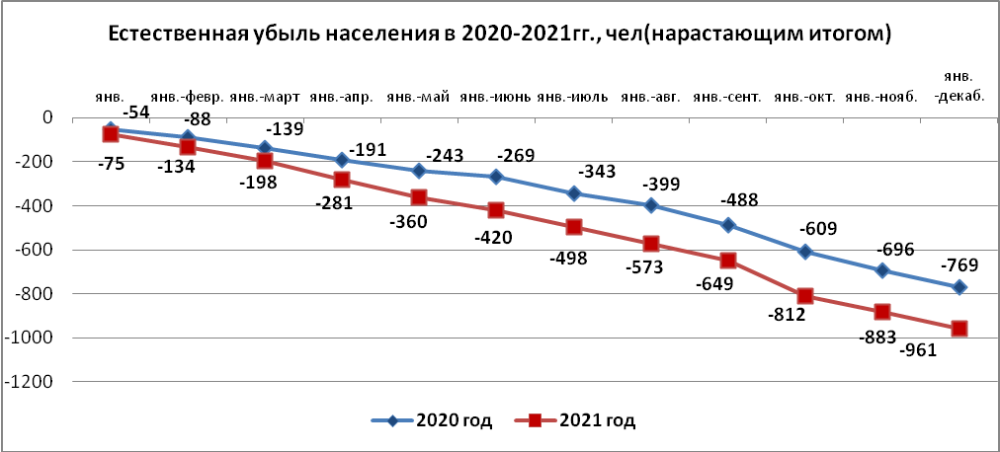 Естественная убыль населения в 2020-2021гг., чел(нарастающим итогом)
янв. янв.-февр. янв.-март янв.-апр. янв.-май янв.-июнь янв.-июль янв.-авг. янв.-сент. янв.-окт. янв.-нояб. янв. -декаб.
0
-200
-400
-600
-800
-1000
-1200
-54 -88 -139 -191 -243 -269 -343 -399 -488 -609 -696 -769
-75 -134 -198 -281 -360 -420 -498 -573 -649 -812 -883 -961
2020 год 2021 год